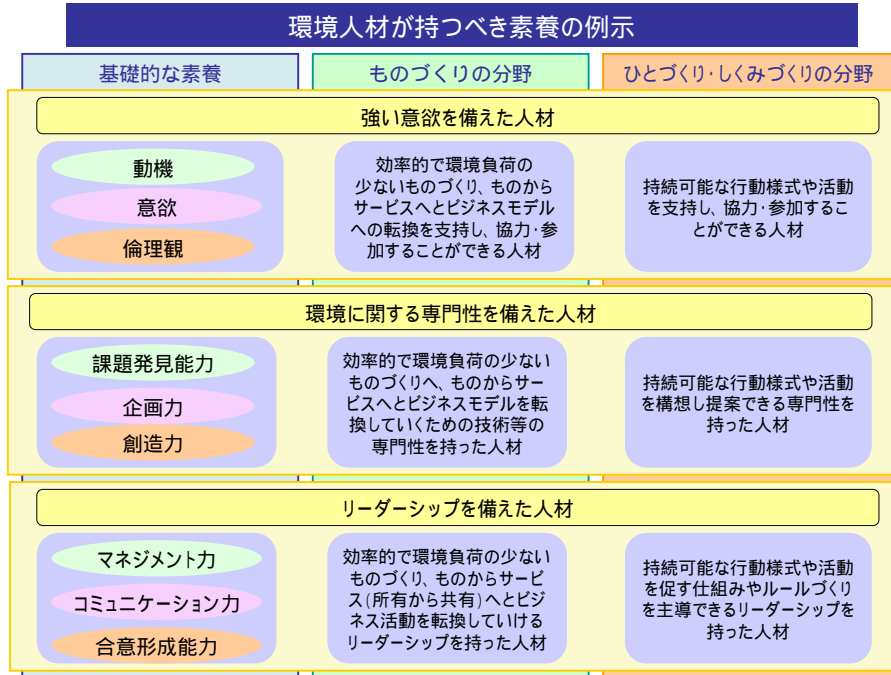 環境人材が持つべき素養の例示
基礎的な素養
ものづくりの分野
ひとづくり・しくみづくりの分野
強い意欲を備えた人材
動機
意欲
倫理観
効率的で環境負荷の
少ないものづくり、ものから
サービスへとビジネスモデル
への転換を支持し、協力・参
加することができる人材
持続可能な行動様式や活動
を支持し、協力・参加するこ
とができる人材
環境に関する専門性を備えた人材
課題発見能力
企画力
創造力
効率的で環境負荷の少ない
ものづくりへ、ものからサー
ビスへとビジネスモデルを転
換していくための技術等の
専門性を持った人材
持続可能な行動様式や活動
を構想し提案できる専門性を
持った人材
リーダーシップを備えた人材
マネジメント力
コミュニケーション力
合意形成能力
効率的で環境負荷の少ない
ものづくり、ものからサービ
ス(所有から共有)へとビジ
ネス活動を転換していける
リーダーシップを持った人材
持続可能な行動様式や活動
を促す仕組みやルールづくり
を主導できるリーダーシップを
持った人材